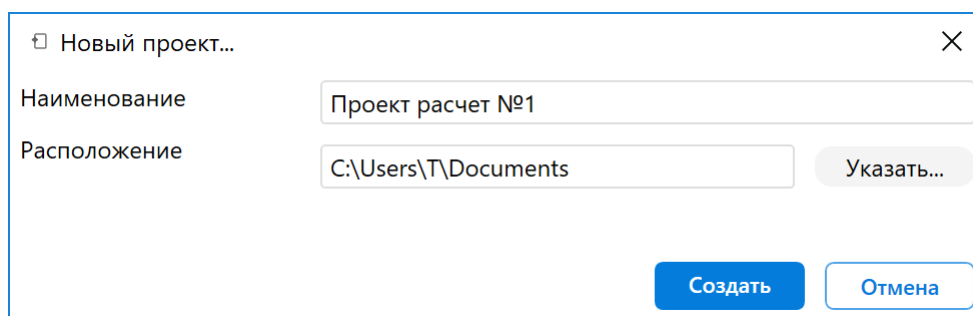 Новый проект...
Наименование
Проект расчет №1
Расположение
C:\Users\T\Documents
Указать...
Создать
Отмена